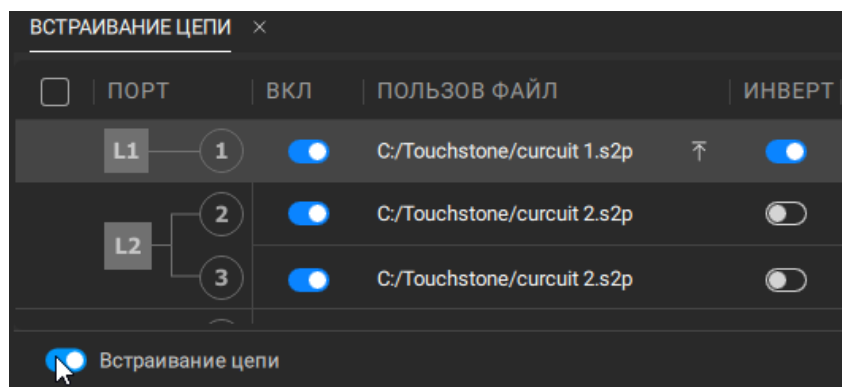 ВСТРАИВАНИЕ ЦЕПИ ×
ПОРТ ВКЛ ПОЛЬЗОВ ФАЙЛ ИНВЕРТ
L1 1 C:/Touchstone/curcuit 1.s2p
2 C:/Touchstone/curcuit 2.s2p
L2
3 C:/Touchstone/curcuit 2.s2p
Встраивание цепи